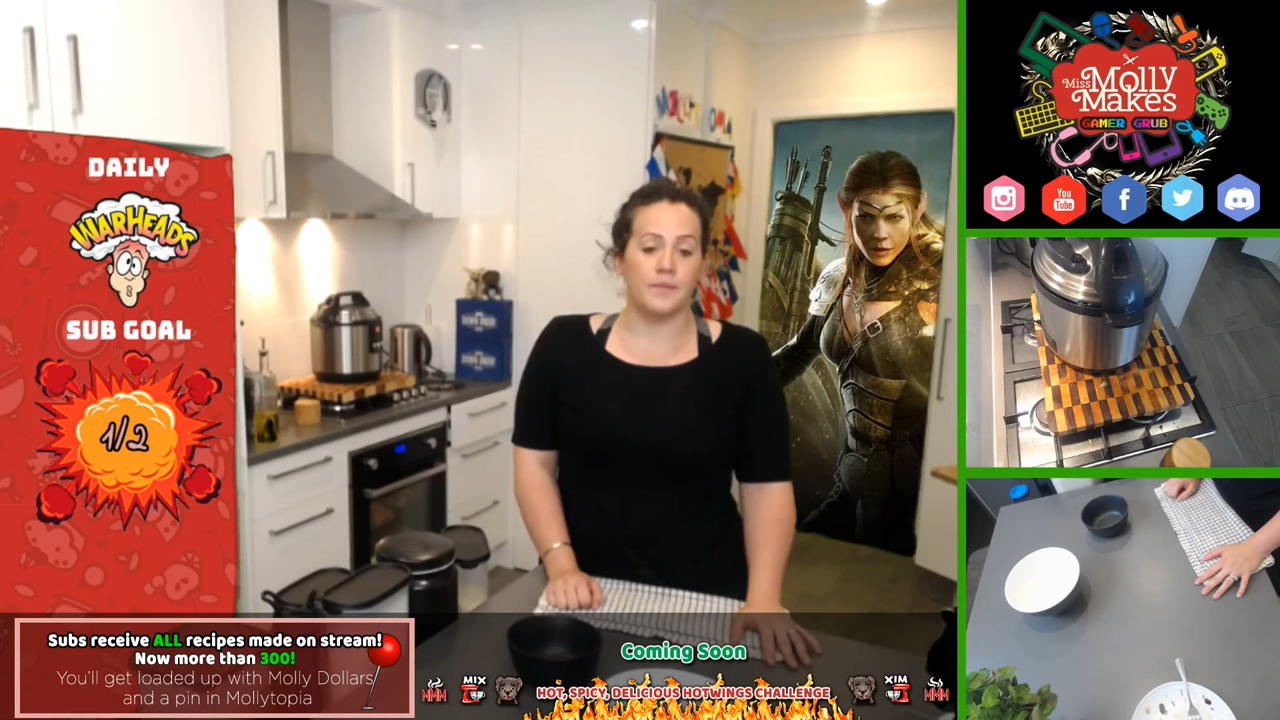 DAILY
WARHEADS
SUB GOAL
1/2
Subs receive ALL recipes made on stream!
Now more than 300!
You'll get loaded up with Molly Dollars
and a pin in Mollytopia
Coming Soon
MIX
HOT, SPICY, DELICIOUS HOTWINGS CHALLENGE
XIM
Miss
Molly
Makes
GAMER GRUB
You
Tube